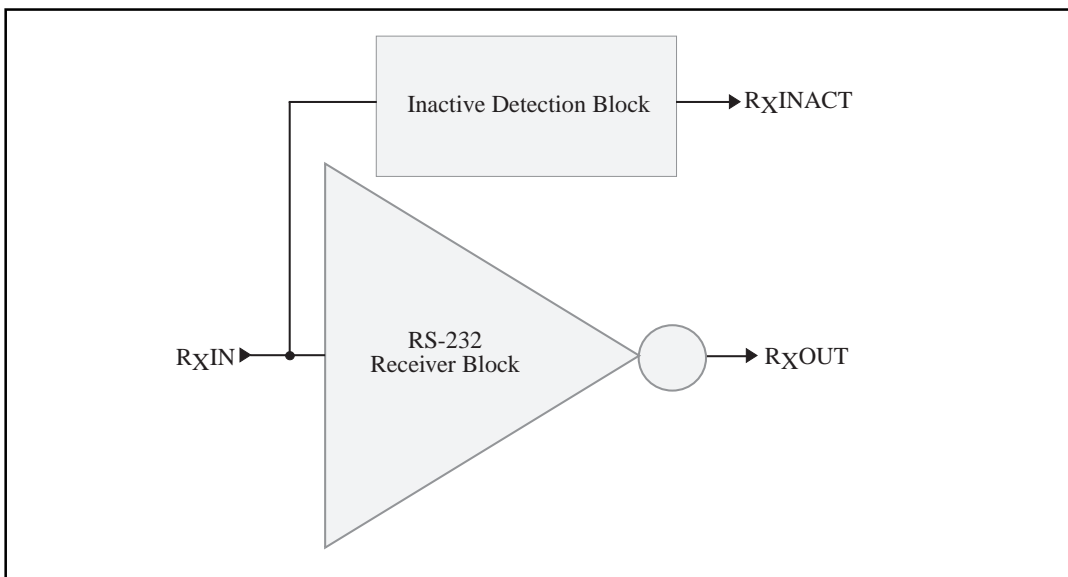 Inactive Detection Block
RXINACT
RS-232
Receiver Block
RXIN
RXOUT